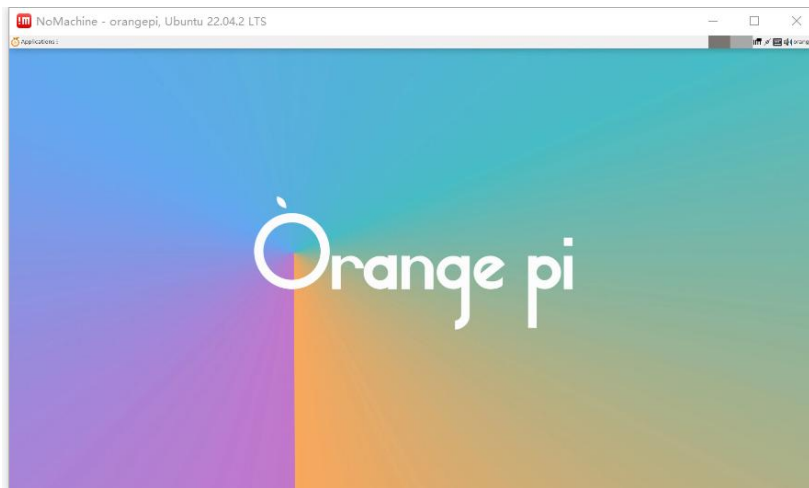 NoMachine - orangepi, Ubuntu 22.04.2 LTS
Applications
Orange pi